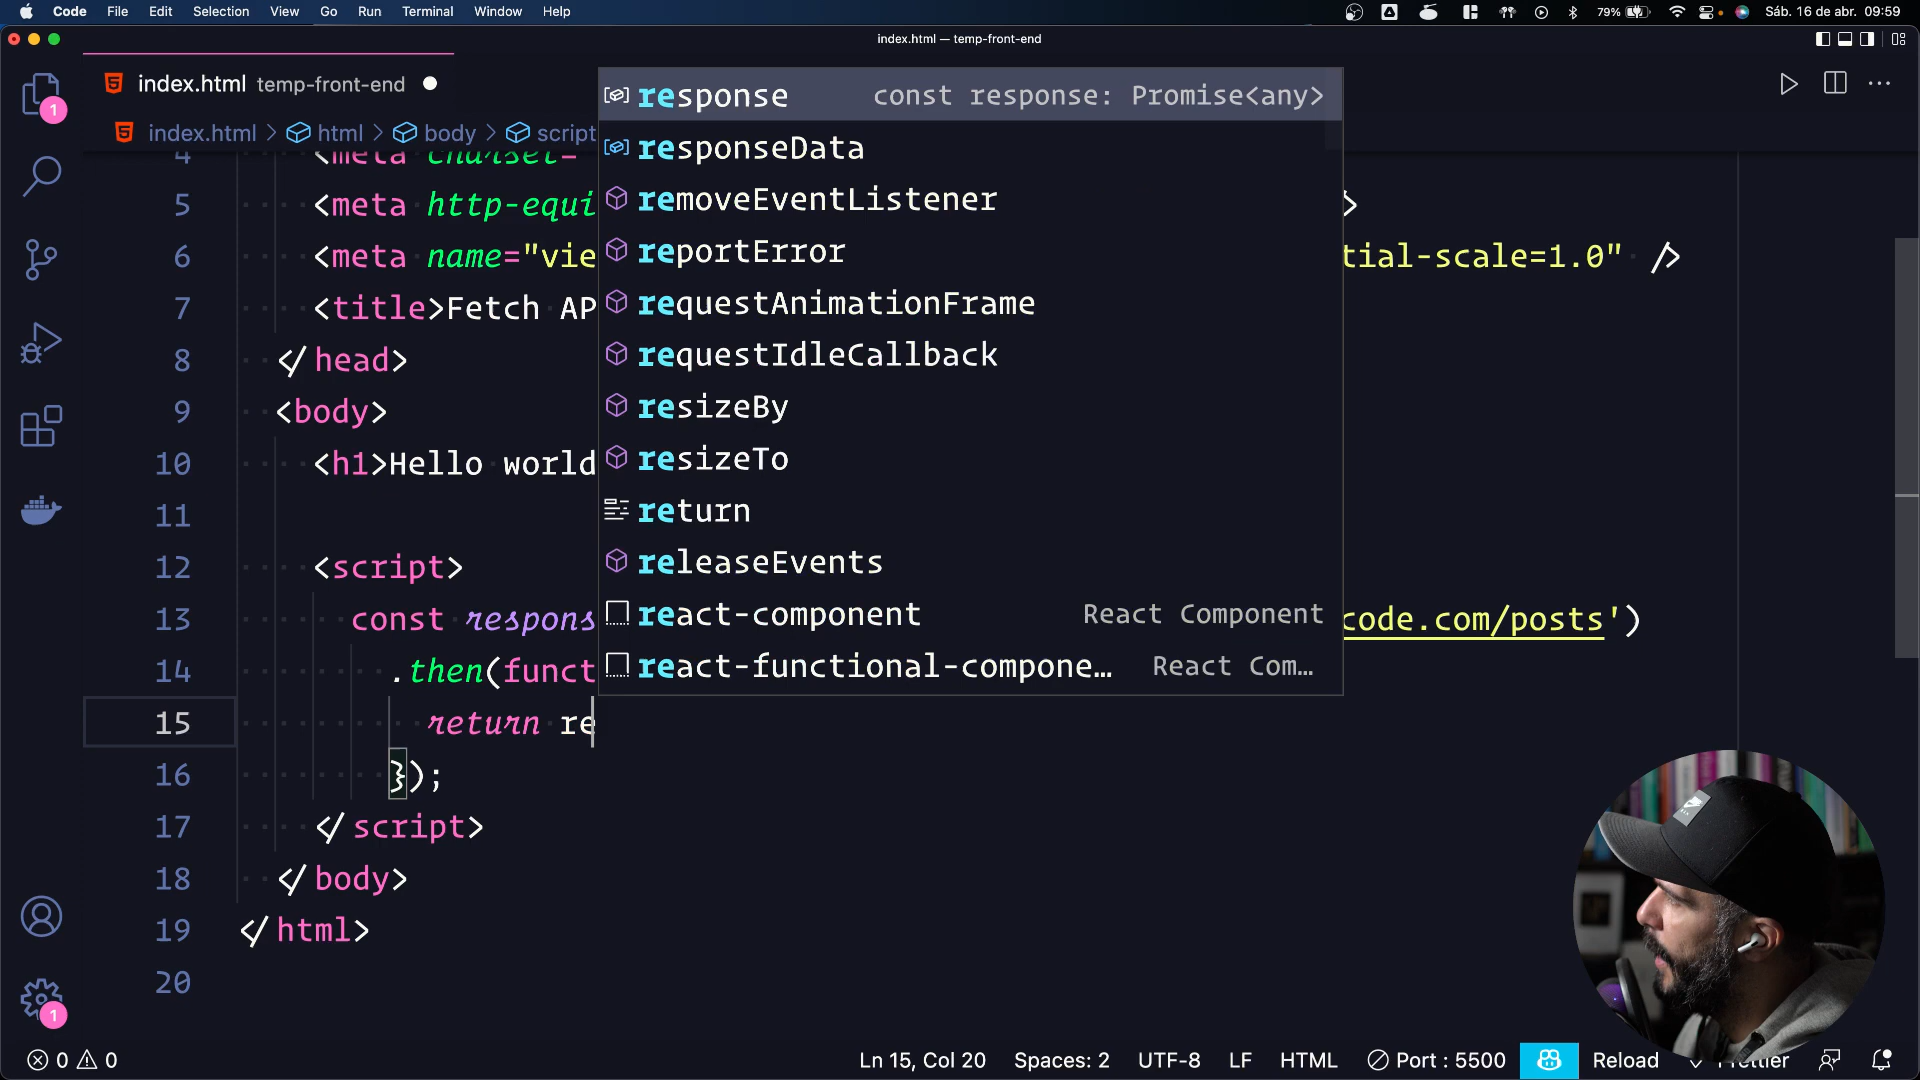 Code File Edit Selection View Go Run Terminal Window Help 79% Sáb. 16 de abr. 09:59
index.html — temp-front-end
index.html temp-front-end
1
index.html > html > body > script
4 <meta charset=
5 <meta http-equi >
6 <meta name="vie tial-scale=1.0" />
7 <title>Fetch AP
8 </head>
9 <body>
10 <h1>Hello world
11
12 <script>
13 const respons code.com/posts')
14 .then(funct
15 return re
16 });
17 </script>
18 </body>
19 </html>
20
response const response: Promise<any>
responseData
removeEventListener
reportError
requestAnimationFrame
requestIdleCallback
resizeBy
resizeTo
return
releaseEvents
react-component React Component
react-functional-compone… React Com…
1
0 0 Ln 15, Col 20 Spaces: 2 UTF-8 LF HTML Port : 5500 Reload